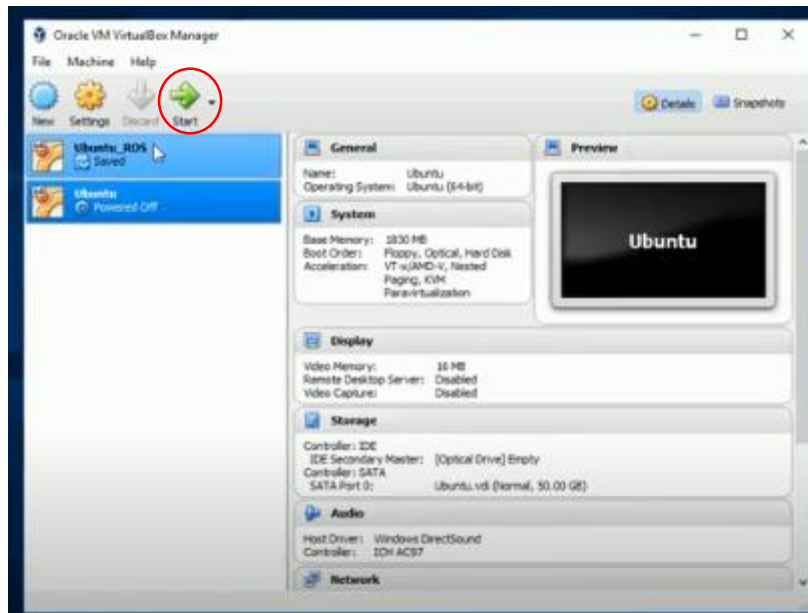 Oracle VM VirtualBox Manager
File Machine Help
New Settings Discard Start
Details Snapshots
Ubuntu_ROS
Saved
Ubuntu
Powered Off
General
Name: Ubuntu
Operating System: Ubuntu (64-bit)
System
Base Memory: 1830 MB
Boot Order: Floppy, Optical, Hard Disk
Acceleration: VT-x/AMD-V, Nested
Paging, KVM
Paravirtualization
Preview
Ubuntu
Display
Video Memory: 16 MB
Remote Desktop Server: Disabled
Video Capture: Disabled
Storage
Controller: IDE
IDE Secondary Master: [Optical Drive] Empty
Controller: SATA
SATA Port 0: Ubuntu.vdi (Normal, 50.00 GB)
Audio
Host Driver: Windows DirectSound
Controller: ICH AC97
Network